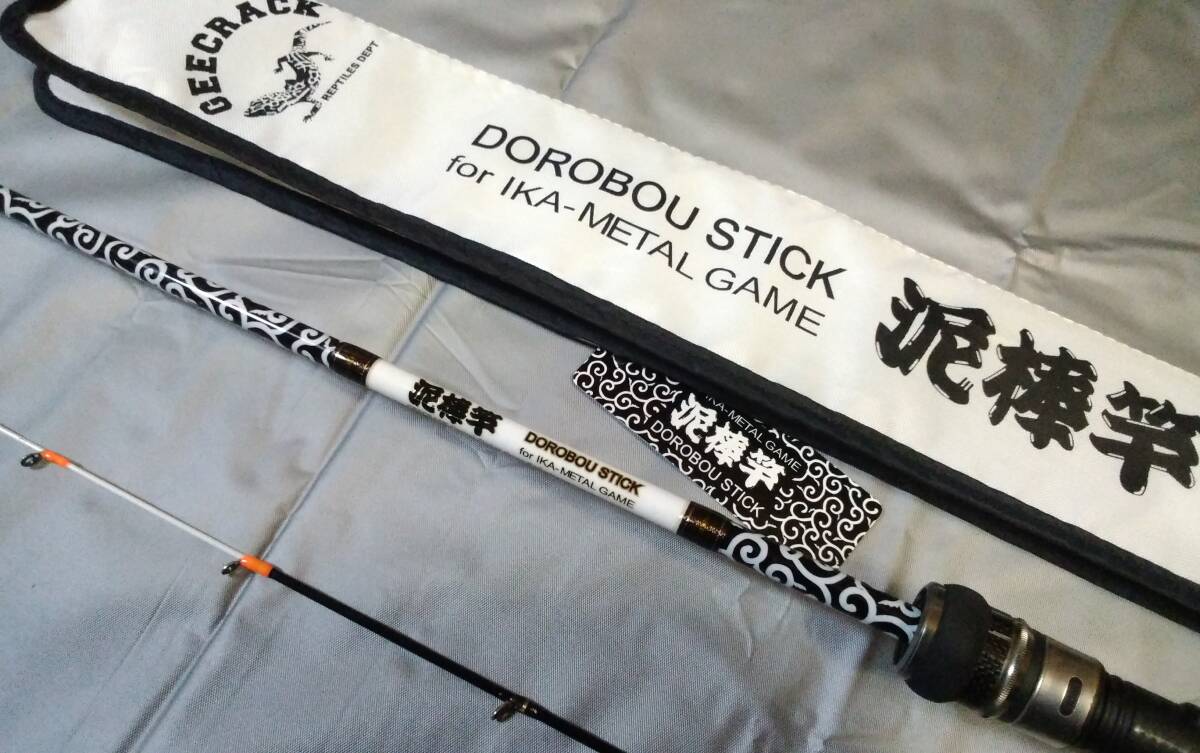 GEECRACK
REPTILES DEPT
DOROBOU STICK
for IKA-METAL GAME
泥棒竿
泥棒竿
DOROBOU STICK
for IKA-METAL GAME
IKA-METAL GAME
泥棒竿
DOROBOU STICK